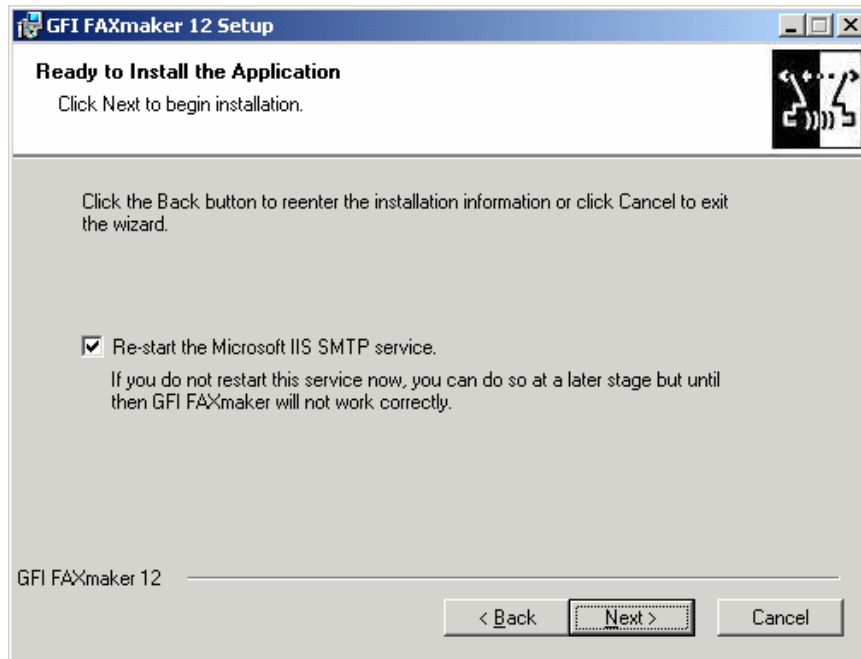 GFI FAXmaker 12 Setup
Ready to Install the Application
Click Next to begin installation.
Click the Back button to reenter the installation information or click Cancel to exit
the wizard.
Re-start the Microsoft IIS SMTP service.
If you do not restart this service now, you can do so at a later stage but until
then GFI FAXmaker will not work correctly.
GFI FAXmaker 12
< Back
Next >
Cancel